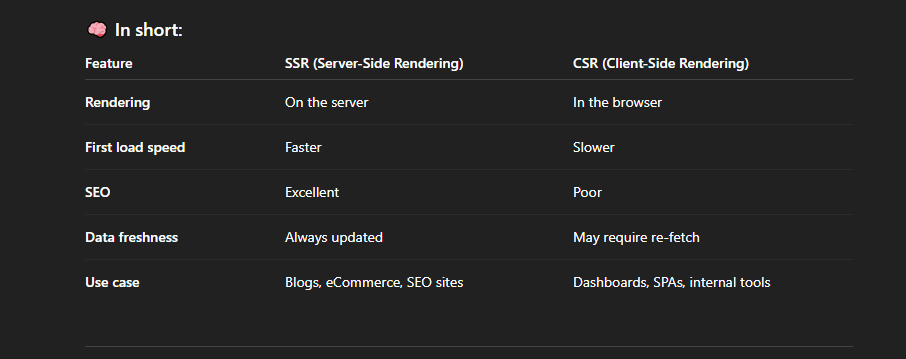 🧠 In short:
Feature SSR (Server-Side Rendering) CSR (Client-Side Rendering)
Rendering On the server In the browser
First load speed Faster Slower
SEO Excellent Poor
Data freshness Always updated May require re-fetch
Use case Blogs, eCommerce, SEO sites Dashboards, SPAs, internal tools